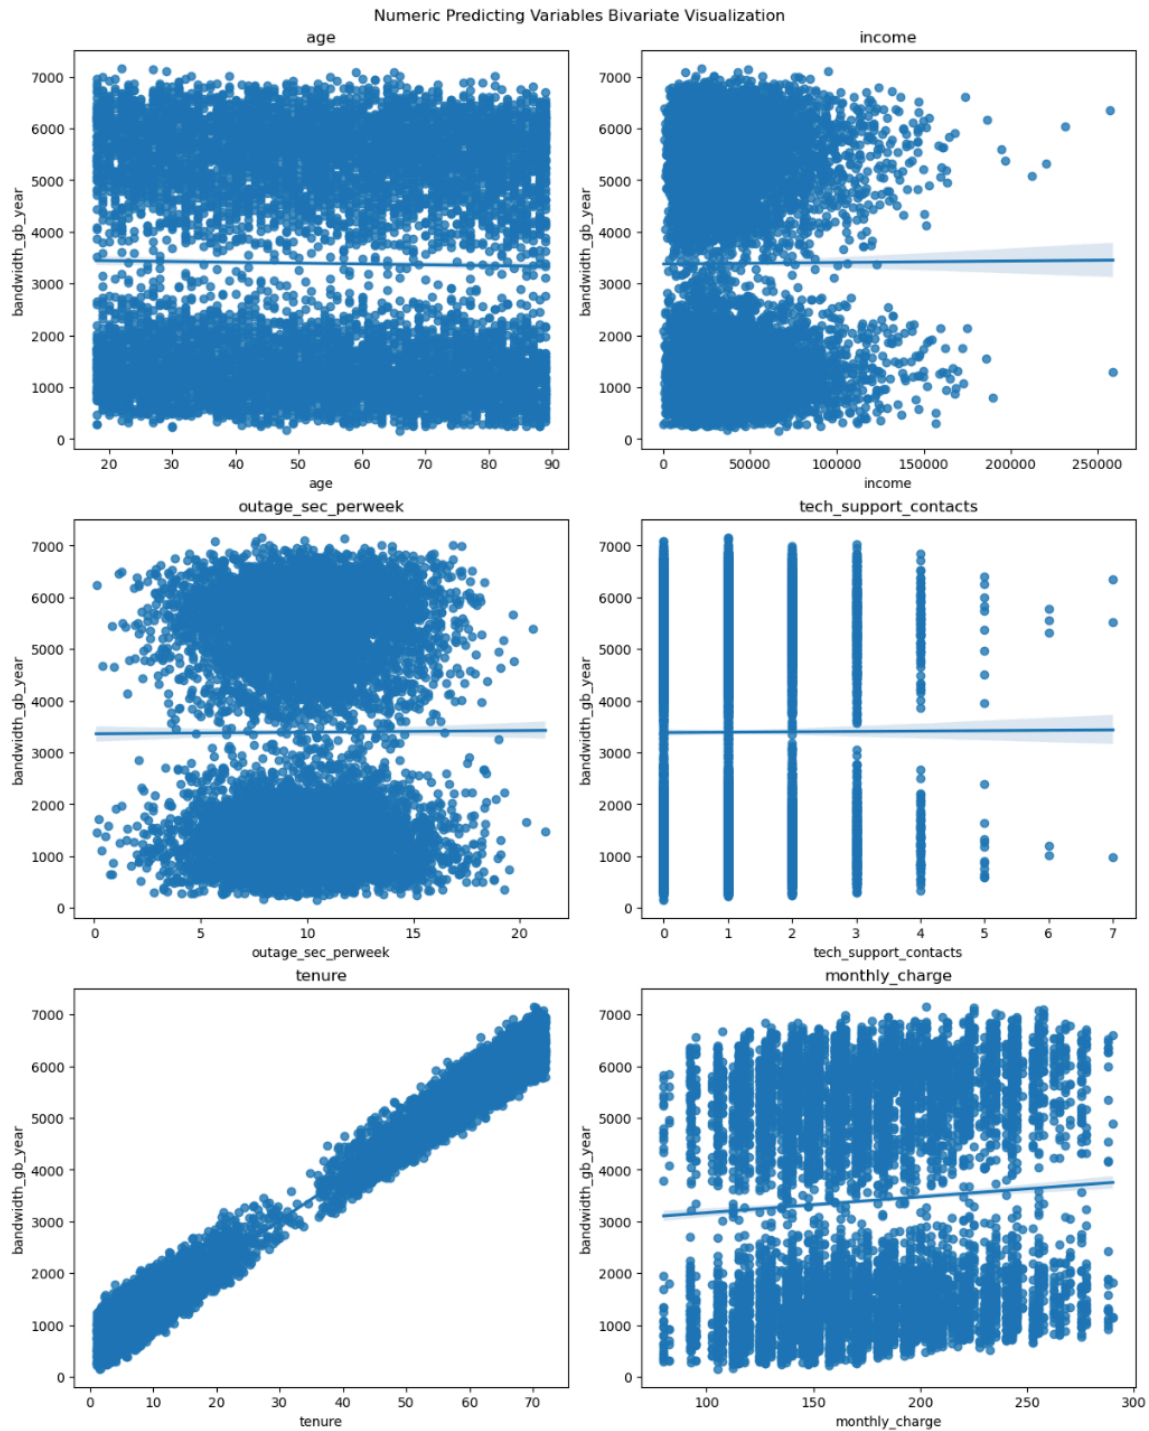 Numeric Predicting Variables Bivariate Visualization
age
7000
6000
5000
4000
3000
2000
1000
0
bandwidth_gb_year
20 30 40 50 60 70 80 90
age
income
7000
6000
5000
4000
3000
2000
1000
0
bandwidth_gb_year
0 50000 100000 150000 200000 250000
income
outage_sec_perweek
7000
6000
5000
4000
3000
2000
1000
0
bandwidth_gb_year
0 5 10 15 20
outage_sec_perweek
tech_support_contacts
7000
6000
5000
4000
3000
2000
1000
0
bandwidth_gb_year
0 1 2 3 4 5 6 7
tech_support_contacts
tenure
7000
6000
5000
4000
3000
2000
1000
0
bandwidth_gb_year
0 10 20 30 40 50 60 70
tenure
monthly_charge
7000
6000
5000
4000
3000
2000
1000
0
bandwidth_gb_year
100 150 200 250 300
monthly_charge